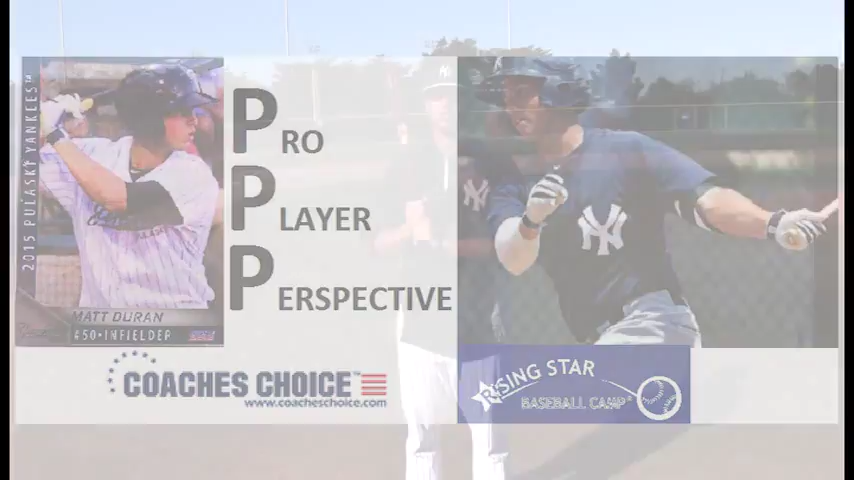 2015 PULASKI YANKEES™
MATT DURAN
#50·INFIELDER
PRO
PLAYER
PERSPECTIVE
COACHES CHOICE™
www.coacheschoice.com
RISING STAR
BASEBALL CAMP